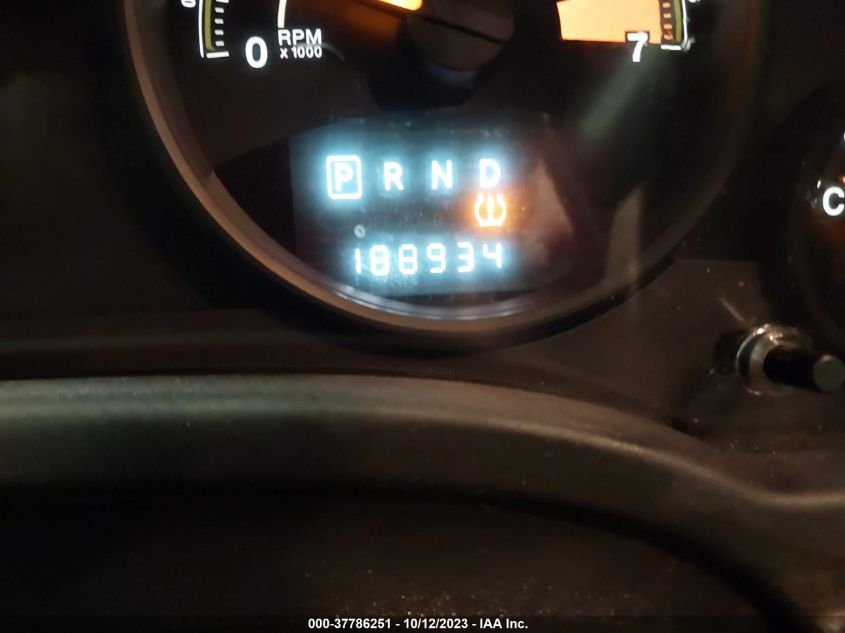 0 RPM 7
x 1000
P R N D
188934
C
000-37786251 - 10/12/2023 - IAA Inc.